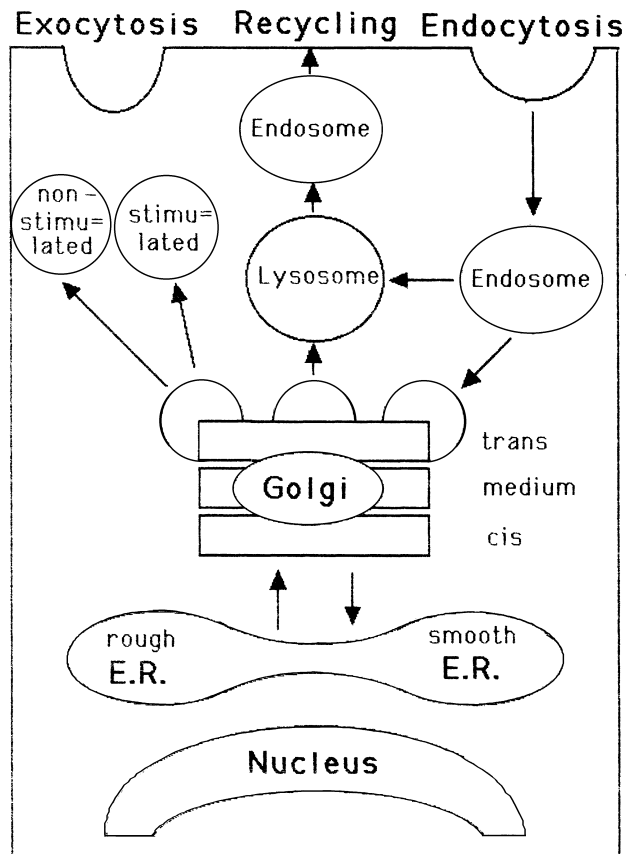 Exocytosis Recycling Endocytosis
Endosome
non-
stimu=
lated
stimu=
lated
Lysosome
Endosome
trans
Golgi
medium
cis
rough
E.R.
smooth
E.R.
Nucleus